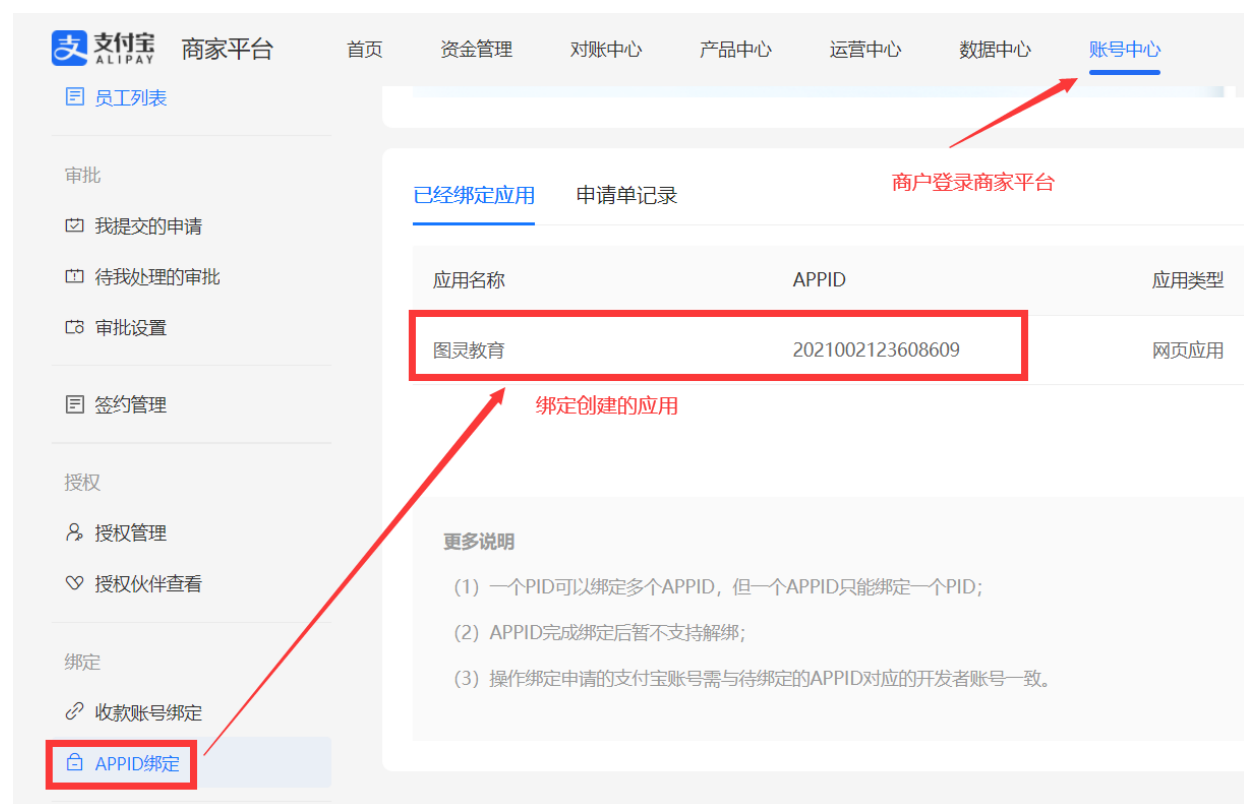 支付宝 商家平台 首页 资金管理 对账中心 产品中心 运营中心 数据中心 账号中心
ALIPAY
员工列表
审批
商户登录商家平台
已经绑定应用 申请单记录
我提交的申请
待我处理的审批
应用名称 APPID 应用类型
审批设置
图灵教育 2021002123608609 网页应用
签约管理
绑定创建的应用
授权
授权管理
更多说明
授权伙伴查看
(1) 一个PID可以绑定多个APPID，但一个APPID只能绑定一个PID；
(2) APPID完成绑定后暂不支持解绑；
绑定
(3) 操作绑定申请的支付宝账号需与待绑定的APPID对应的开发者账号一致。
收款账号绑定
APPID绑定